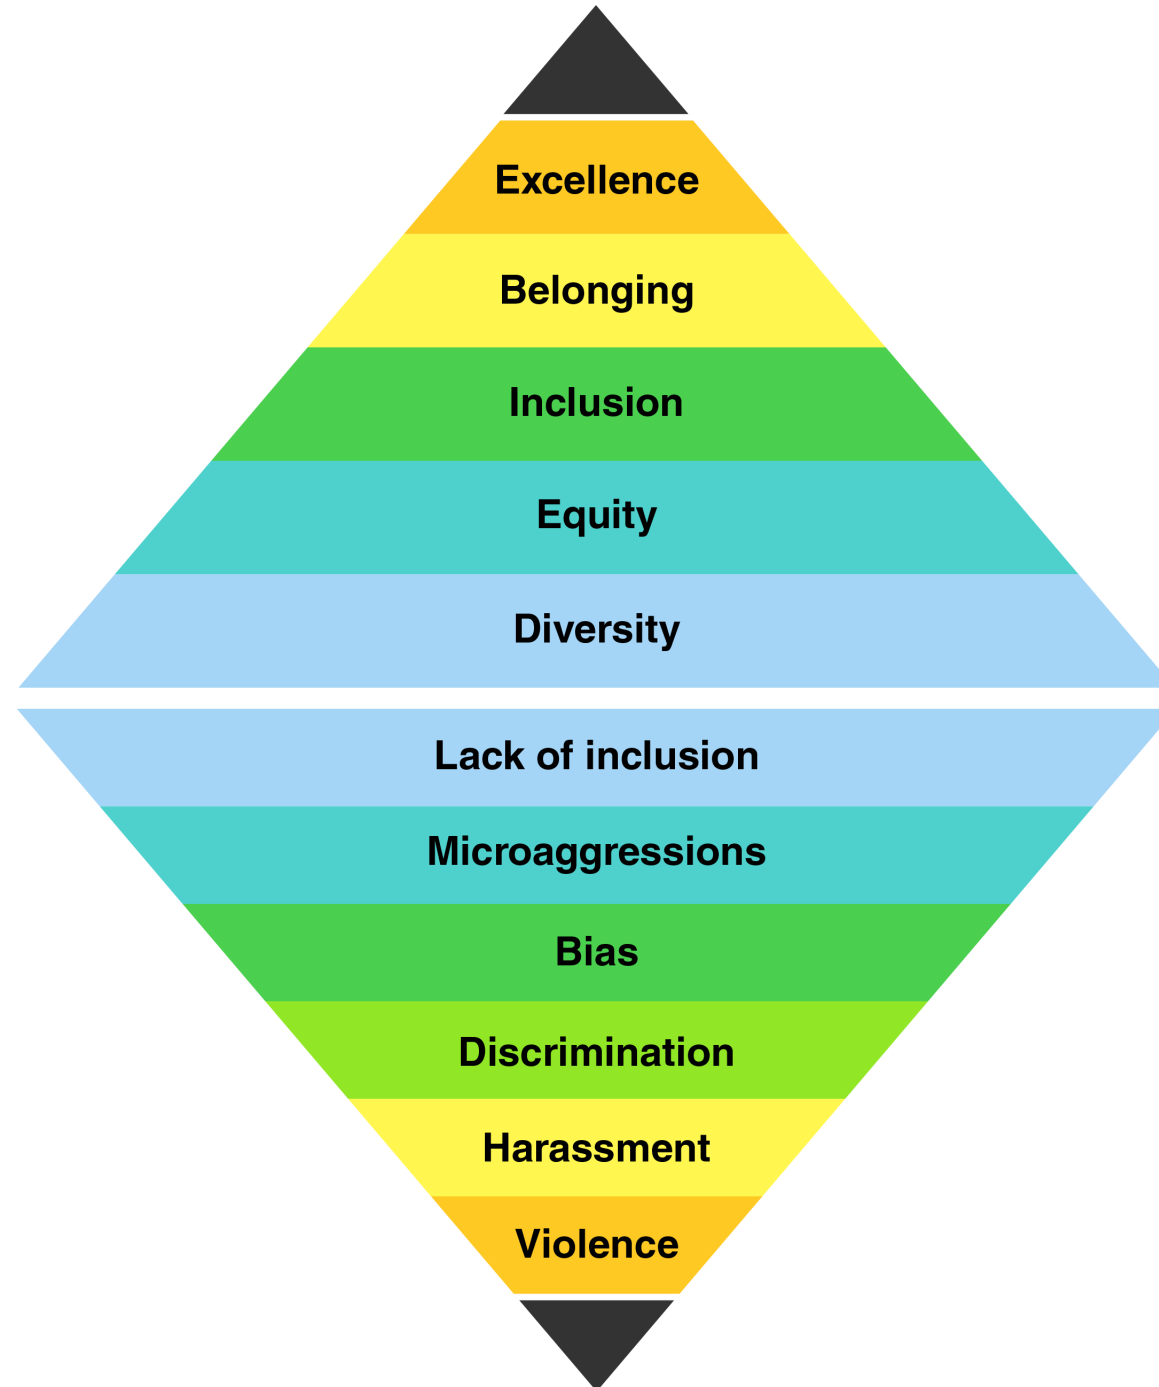 Excellence
Belonging
Inclusion
Equity
Diversity
Lack of inclusion
Microaggressions
Bias
Discrimination
Harassment
Violence